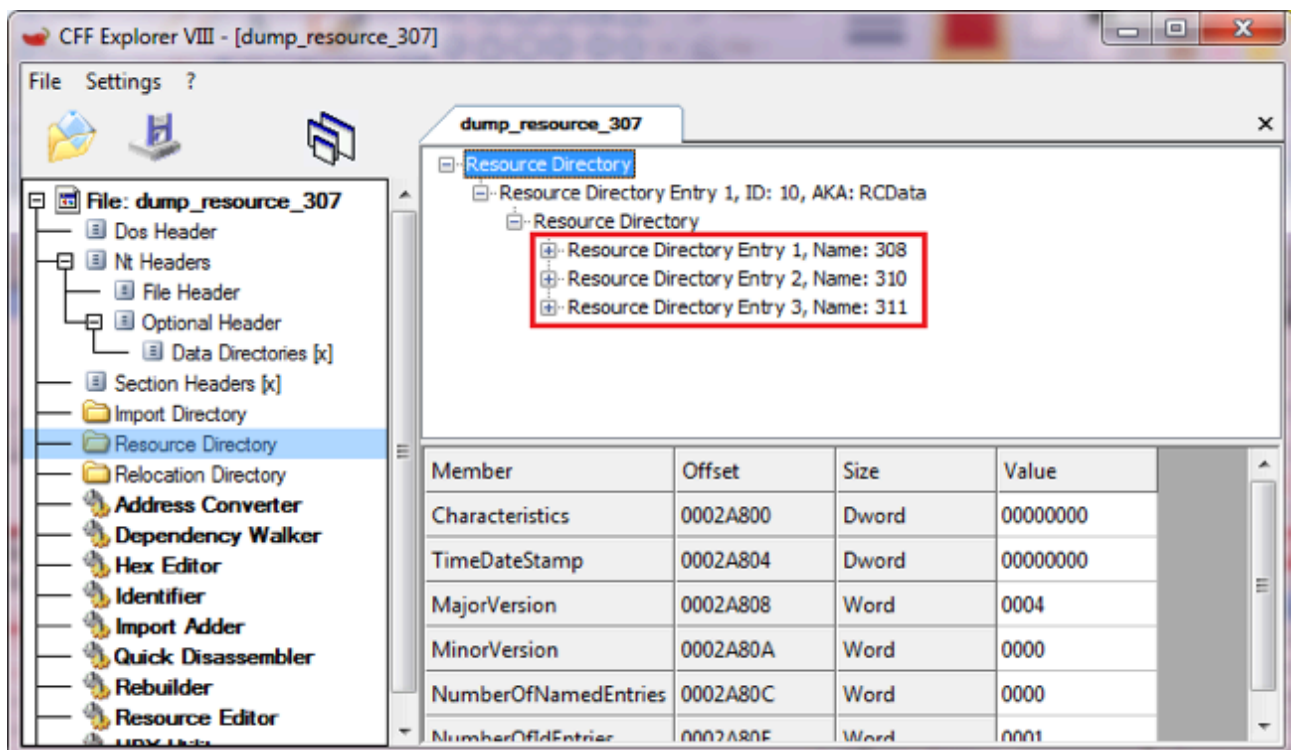 CFF Explorer VIII - [dump_resource_307]
File Settings ?
dump_resource_307
File: dump_resource_307
Dos Header
Nt Headers
File Header
Optional Header
Data Directories [x]
Section Headers [x]
Import Directory
Resource Directory
Relocation Directory
Address Converter
Dependency Walker
Hex Editor
Identifier
Import Adder
Quick Disassembler
Rebuilder
Resource Editor
Resource Directory
Resource Directory Entry 1, ID: 10, AKA: RCData
Resource Directory
Resource Directory Entry 1, Name: 308
Resource Directory Entry 2, Name: 310
Resource Directory Entry 3, Name: 311
Member Offset Size Value
Characteristics 0002A800 Dword 00000000
TimeDateStamp 0002A804 Dword 00000000
MajorVersion 0002A808 Word 0004
MinorVersion 0002A80A Word 0000
NumberOfNamedEntries 0002A80C Word 0000
NumberOfIdEntries 0002A80E Word 0001